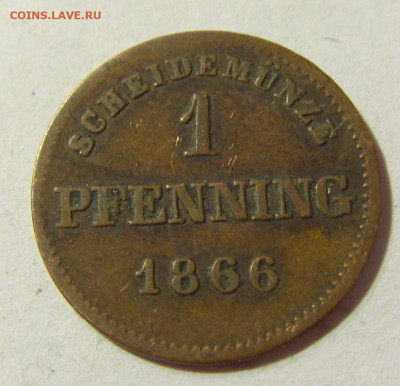 COINS.LAVE.RU
SCHEIDEMÜNZE
1
PFENNING
1866